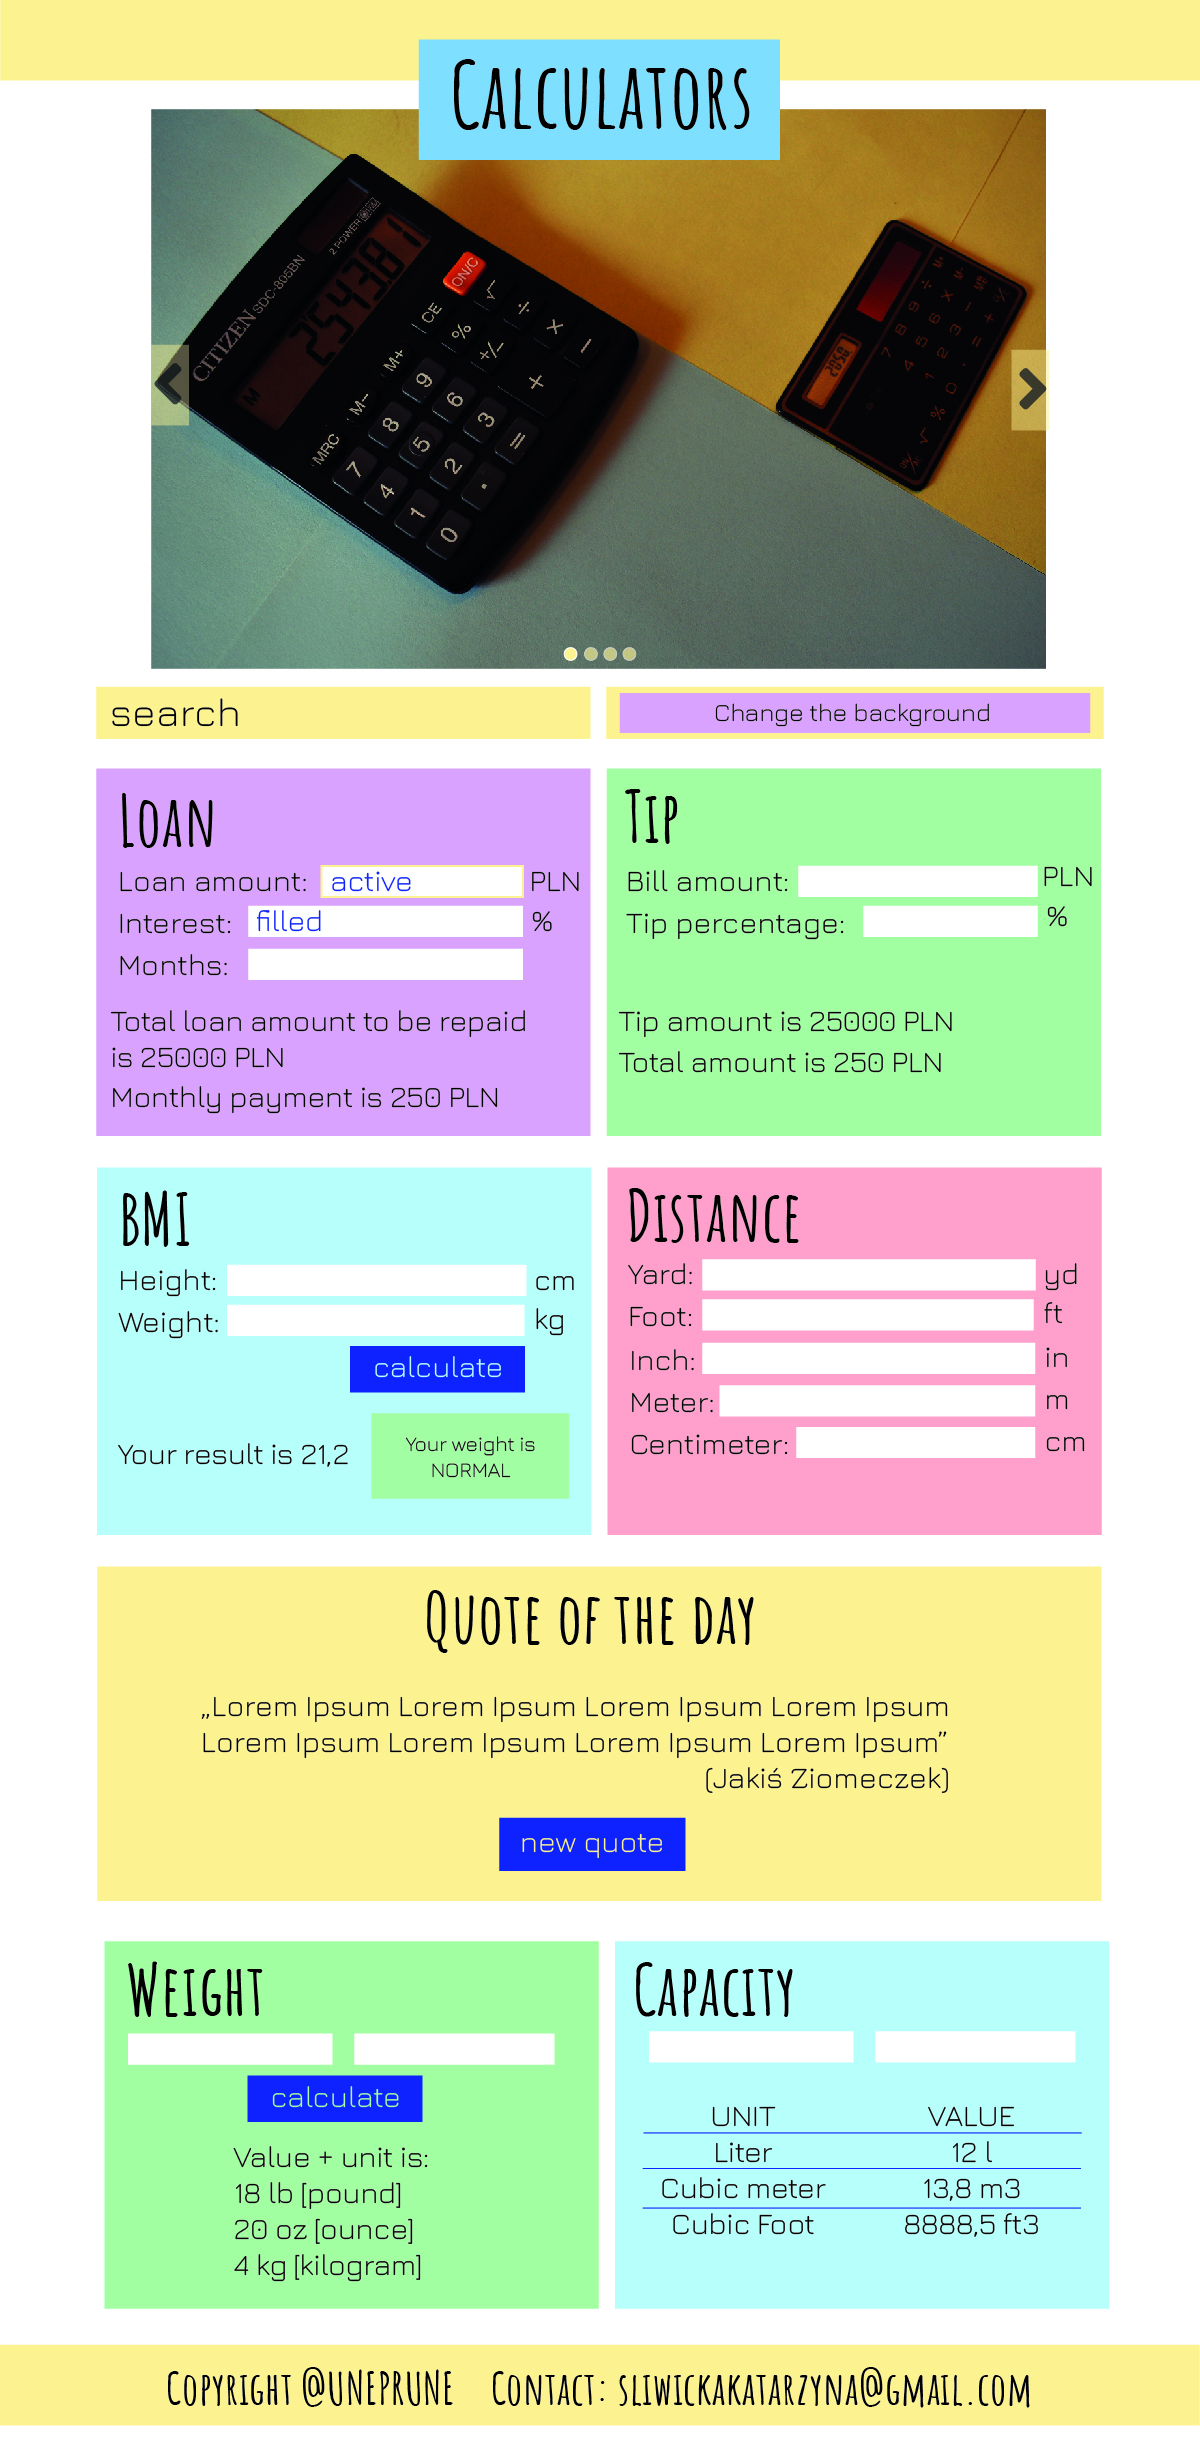 Calculators
CITIZEN SDC-805BN
2 POWER
M
2543.81
ON/C
CE
√
÷
×
−
%
+/−
+
M+
M−
MRC
9
6
3
=
8
5
2
.
7
4
1
0
search
Change the background
Loan
Loan amount: active PLN
Interest: filled %
Months:
Total loan amount to be repaid
is 25000 PLN
Monthly payment is 250 PLN
Tip
Bill amount: PLN
Tip percentage: %
Tip amount is 25000 PLN
Total amount is 250 PLN
BMI
Height: cm
Weight: kg
calculate
Your result is 21,2
Your weight is
NORMAL
Distance
Yard: yd
Foot: ft
Inch: in
Meter: m
Centimeter: cm
Quote of the day
„Lorem Ipsum Lorem Ipsum Lorem Ipsum Lorem Ipsum
Lorem Ipsum Lorem Ipsum Lorem Ipsum Lorem Ipsum”
(Jakiś Ziomeczek)
new quote
Weight
calculate
Value + unit is:
18 lb [pound]
20 oz [ounce]
4 kg [kilogram]
Capacity
UNIT VALUE
Liter 12 l
Cubic meter 13,8 m3
Cubic Foot 8888,5 ft3
Copyright @UNEPRUNE Contact: sliwickakatarzyna@gmail.com